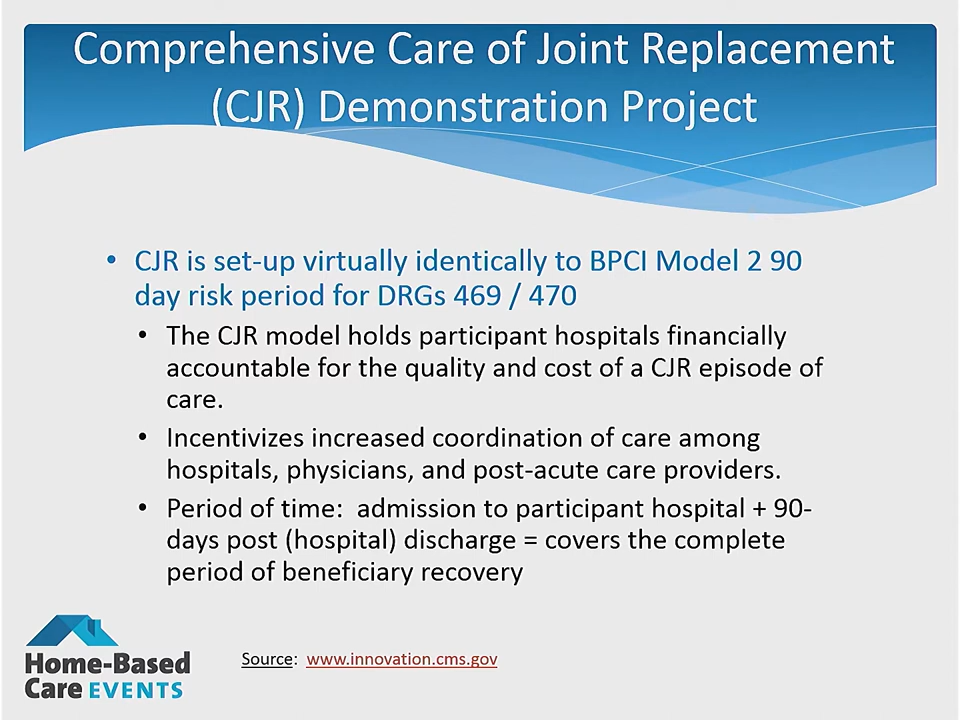 Comprehensive Care of Joint Replacement
(CJR) Demonstration Project
• CJR is set-up virtually identically to BPCI Model 2 90
day risk period for DRGs 469 / 470
• The CJR model holds participant hospitals financially
accountable for the quality and cost of a CJR episode of
care.
• Incentivizes increased coordination of care among
hospitals, physicians, and post-acute care providers.
• Period of time:  admission to participant hospital + 90-
days post (hospital) discharge = covers the complete
period of beneficiary recovery
Home-Based
Care EVENTS
Source:  www.innovation.cms.gov